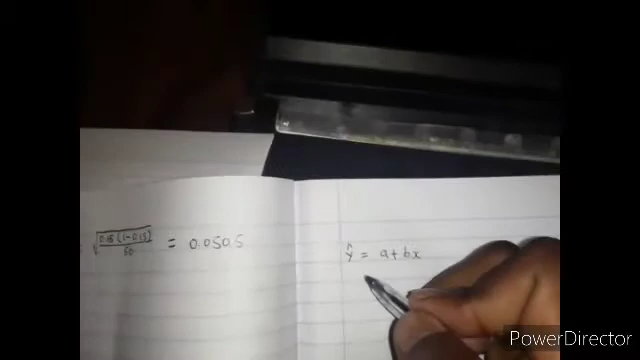 = √(0.15(1-0.15)/50) = 0.0505
ŷ = a + bx
PowerDirector